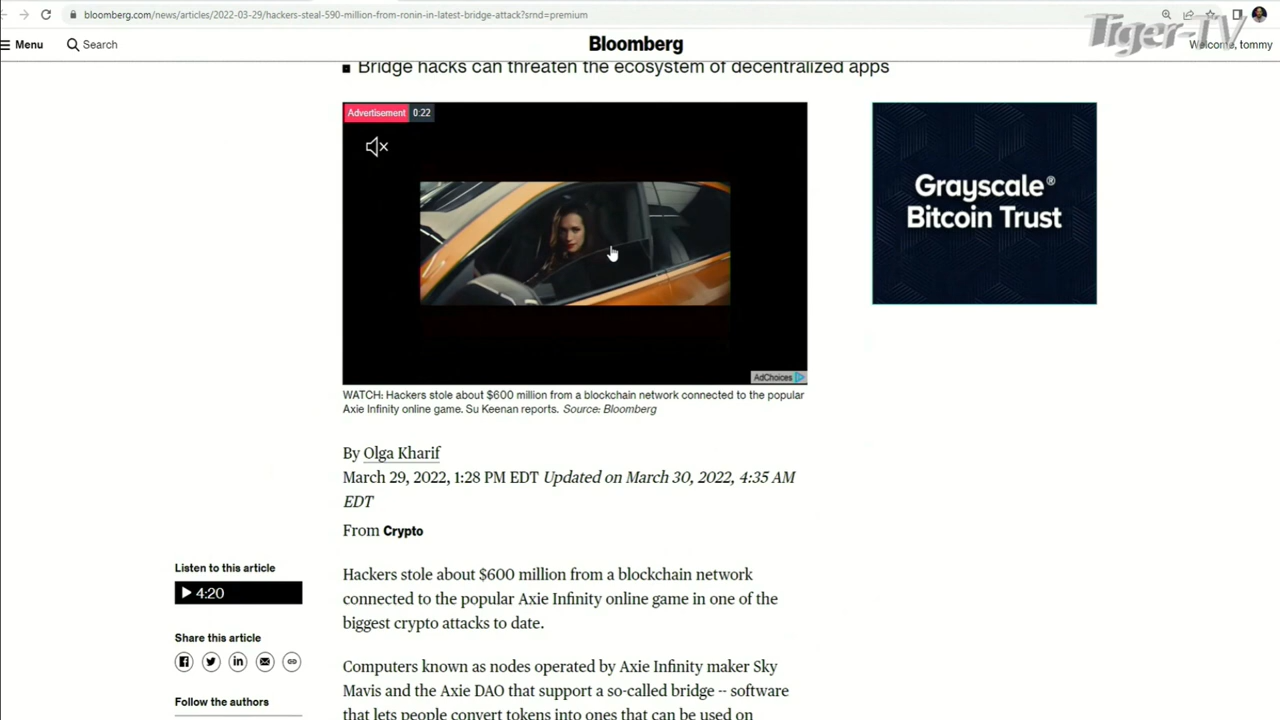 bloomberg.com/news/articles/2022-03-29/hackers-steal-590-million-from-ronin-in-latest-bridge-attack?srnd=premium
Tiger-TV
Menu
Search
Bloomberg
Welcome, tommy
■ Bridge hacks can threaten the ecosystem of decentralized apps
Advertisement 0:22
Grayscale®
Bitcoin Trust
AdChoices
WATCH: Hackers stole about $600 million from a blockchain network connected to the popular
Axie Infinity online game. Su Keenan reports. Source: Bloomberg
By Olga Kharif
March 29, 2022, 1:28 PM EDT Updated on March 30, 2022, 4:35 AM
EDT
From Crypto
Listen to this article
4:20
Share this article
Follow the authors
Hackers stole about $600 million from a blockchain network
connected to the popular Axie Infinity online game in one of the
biggest crypto attacks to date.
Computers known as nodes operated by Axie Infinity maker Sky
Mavis and the Axie DAO that support a so-called bridge -- software
that lets people convert tokens into ones that can be used on